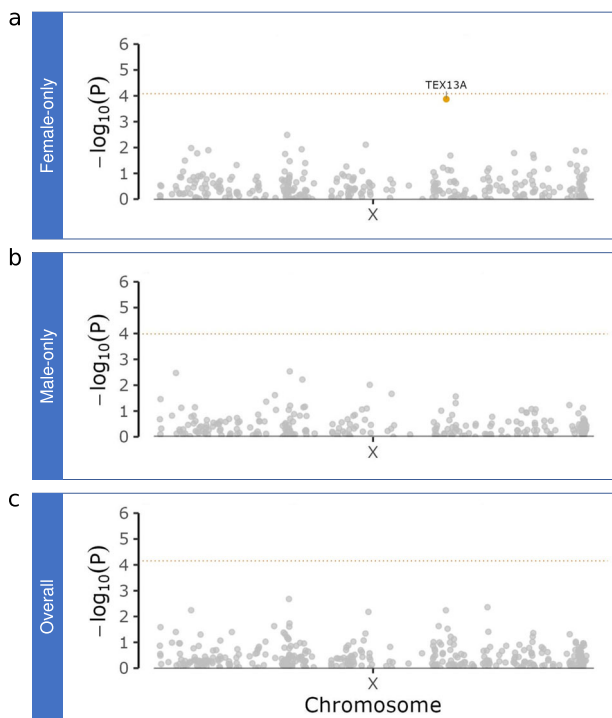 a
Female-only
−log₁₀(P)
6
5
4
3
2
1
0
TEX13A
X
b
Male-only
−log₁₀(P)
6
5
4
3
2
1
0
X
c
Overall
−log₁₀(P)
6
5
4
3
2
1
0
X
Chromosome